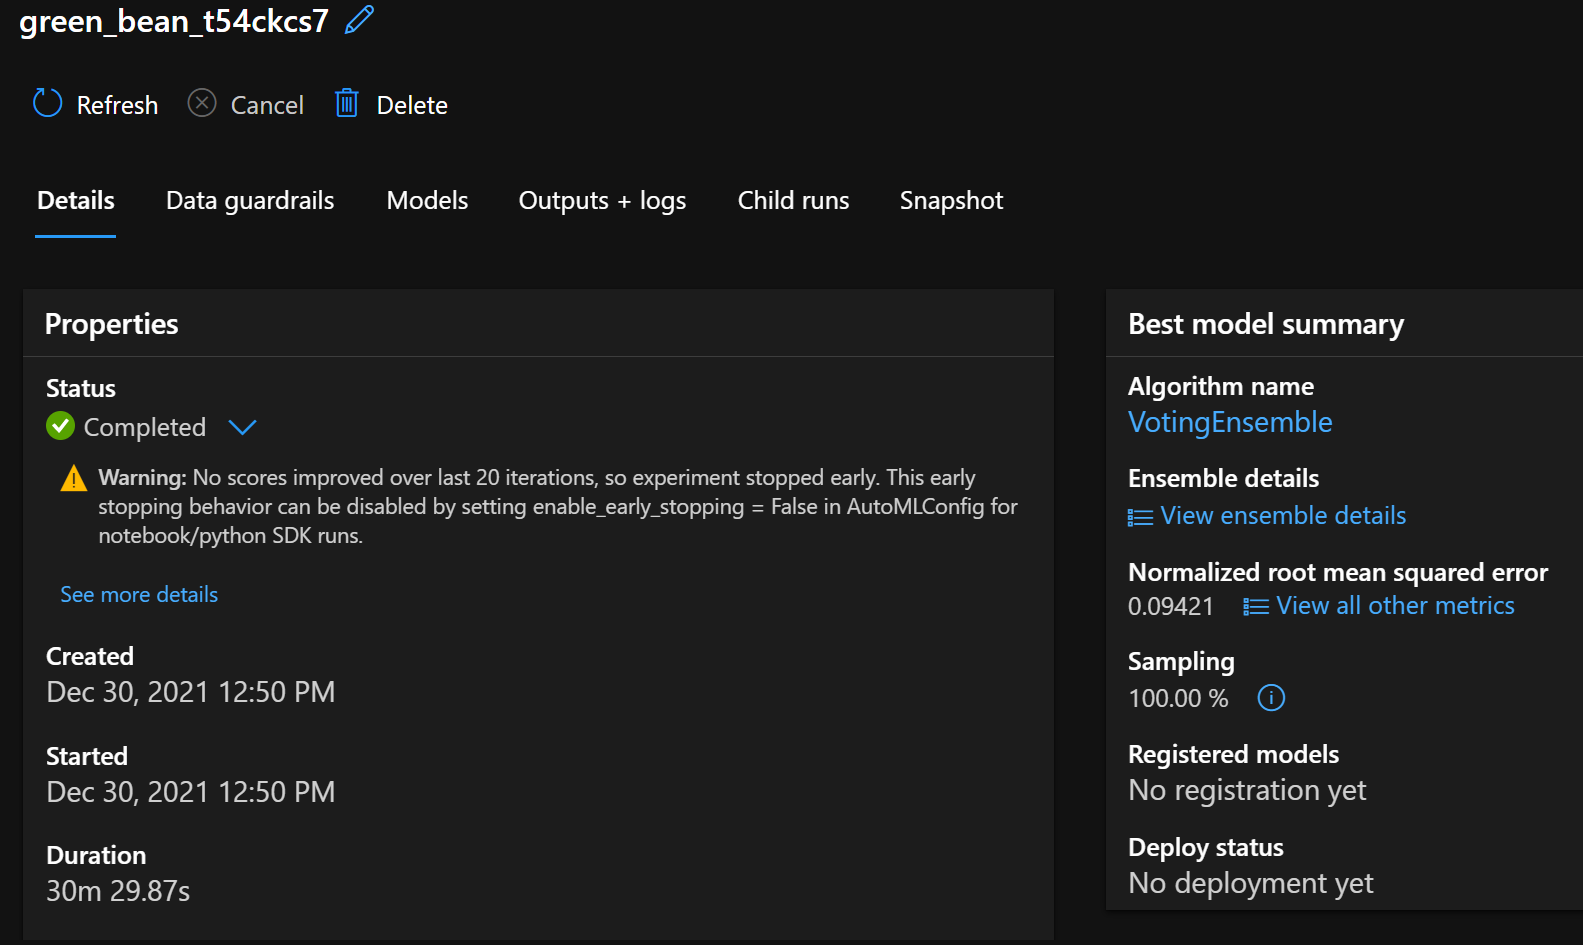 green_bean_t54ckcs7
Refresh Cancel Delete
Details Data guardrails Models Outputs + logs Child runs Snapshot
Properties
Status
Completed
Warning: No scores improved over last 20 iterations, so experiment stopped early. This early
stopping behavior can be disabled by setting enable_early_stopping = False in AutoMLConfig for
notebook/python SDK runs.
See more details
Created
Dec 30, 2021 12:50 PM
Started
Dec 30, 2021 12:50 PM
Duration
30m 29.87s
Best model summary
Algorithm name
VotingEnsemble
Ensemble details
View ensemble details
Normalized root mean squared error
0.09421 View all other metrics
Sampling
100.00 %
Registered models
No registration yet
Deploy status
No deployment yet